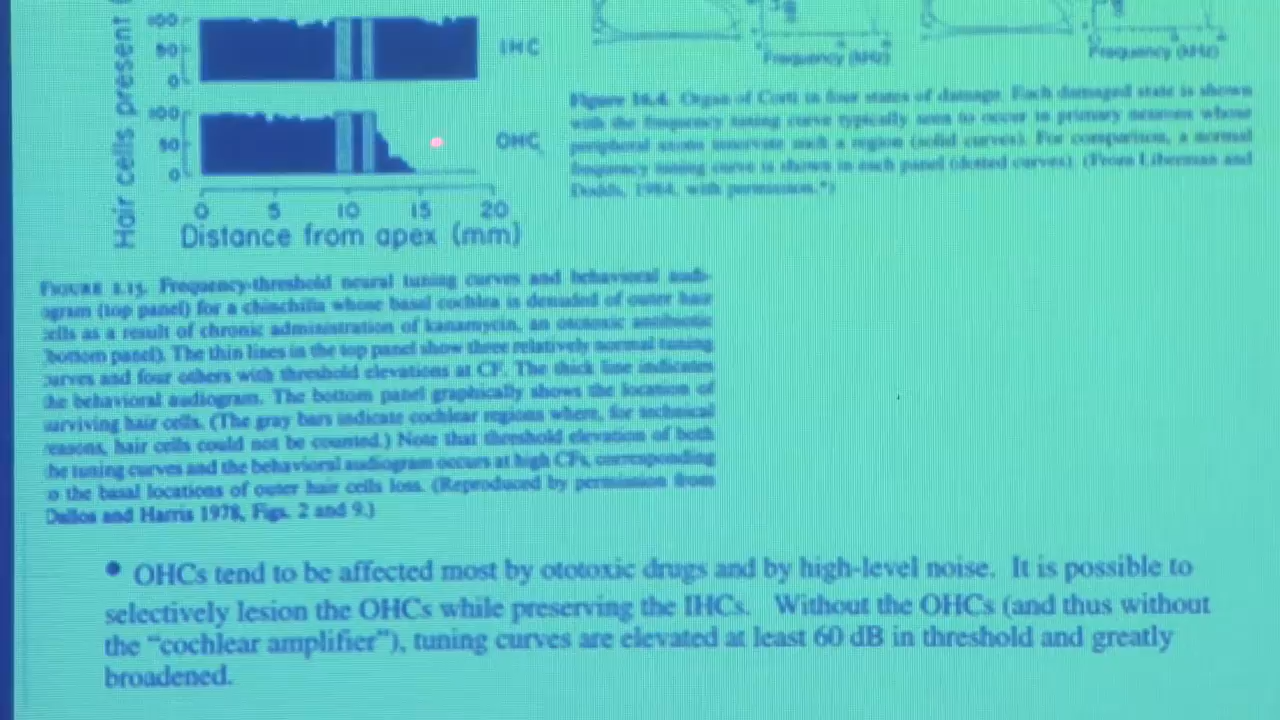 Hair cells present
100
50
0
IHC
100
50
0
OHC
0 5 10 15 20
Distance from apex (mm)
Frequency (kHz)
Frequency (kHz)
Figure 16.4. Organ of Corti in four states of damage. Each damaged state is shown
with the frequency tuning curve typically seen to occur in primary neurons whose
peripheral axons innervate such a region (solid curves). For comparison, a normal
frequency tuning curve is shown in each panel (dotted curves). (From Liberman and
Dodds, 1984, with permission.*)
FIGURE 1.13. Frequency-threshold neural tuning curves and behavioral audi-
ogram (top panel) for a chinchilla whose basal cochlea is denuded of outer hair
cells as a result of chronic administration of kanamycin, an ototoxic antibiotic
bottom panel). The thin lines in the top panel show three relatively normal tuning
curves and four others with threshold elevations at CF. The thick line indicates
the behavioral audiogram. The bottom panel graphically shows the location of
surviving hair cells. (The gray bars indicate cochlear regions where, for technical
reasons, hair cells could not be counted.) Note that threshold elevation of both
the tuning curves and the behavioral audiogram occurs at high CFs, corresponding
to the basal locations of outer hair cells loss. (Reproduced by permission from
Dallos and Harris 1978, Figs. 2 and 9.)
• OHCs tend to be affected most by ototoxic drugs and by high-level noise. It is possible to
selectively lesion the OHCs while preserving the IHCs. Without the OHCs (and thus without
the “cochlear amplifier”), tuning curves are elevated at least 60 dB in threshold and greatly
broadened.